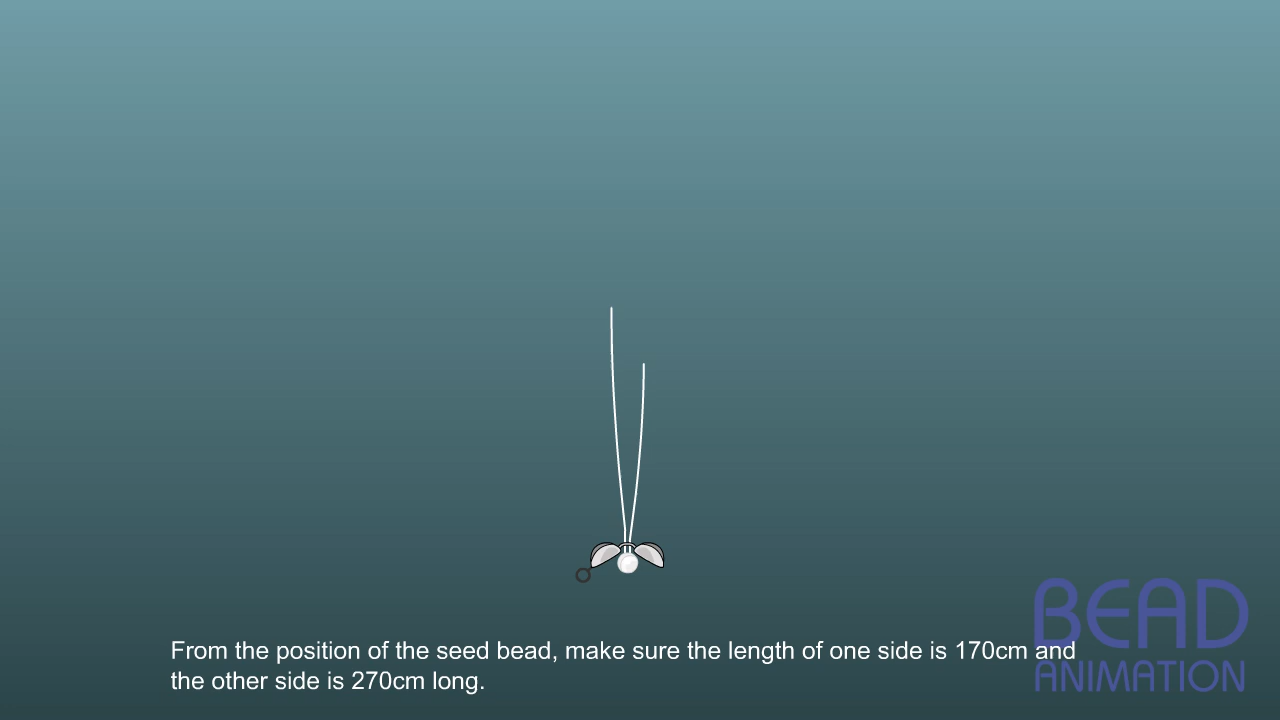 From the position of the seed bead, make sure the length of one side is 170cm and
the other side is 270cm long.
BEAD
ANIMATION